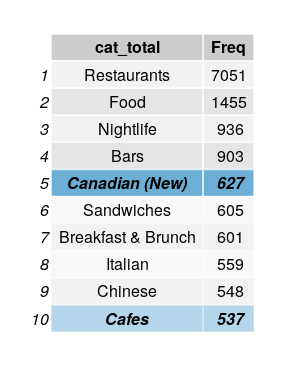 cat_total Freq
1 Restaurants 7051
2 Food 1455
3 Nightlife 936
4 Bars 903
5 Canadian (New) 627
6 Sandwiches 605
7 Breakfast & Brunch 601
8 Italian 559
9 Chinese 548
10 Cafes 537